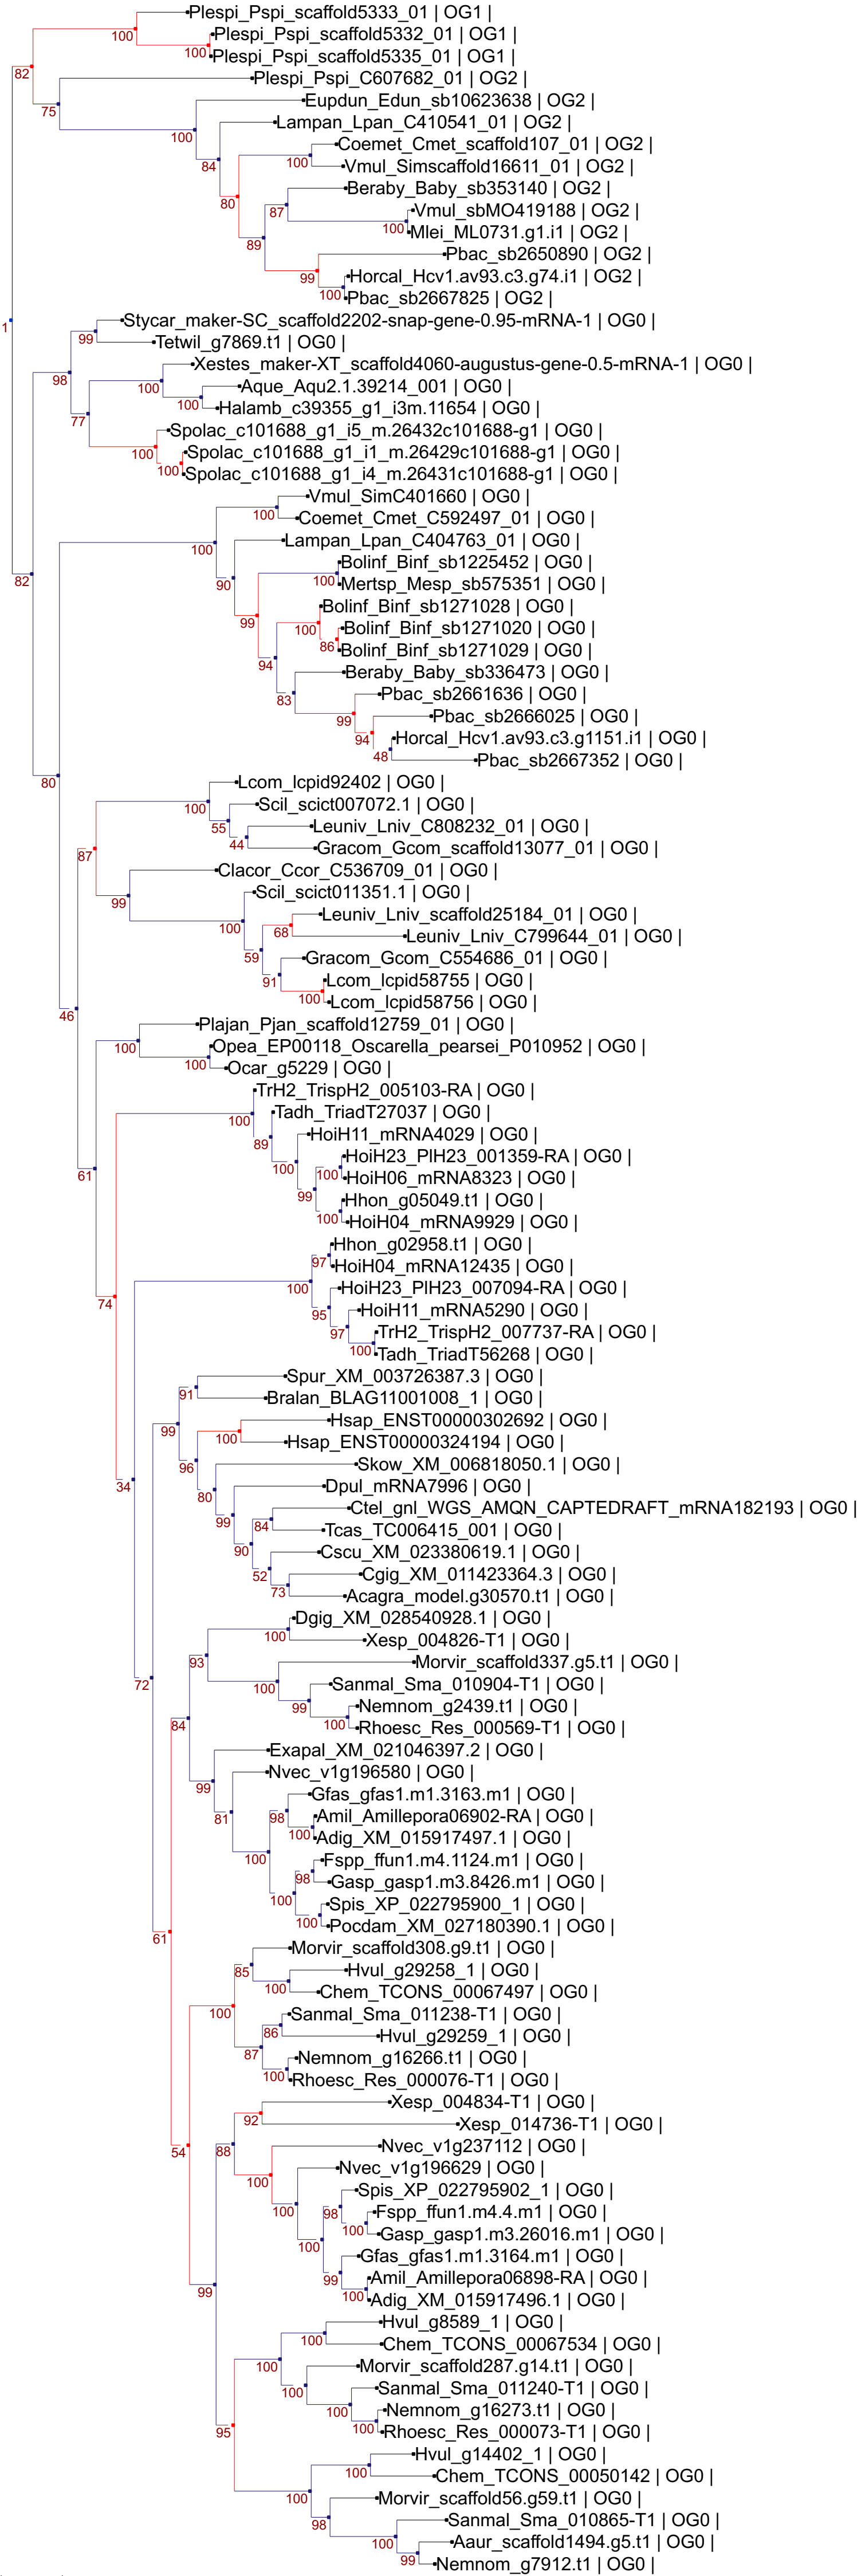 Plespi_Pspi_scaffold5333_01 | OG1 |
100
Plespi_Pspi_scaffold5332_01 | OG1 |
100
Plespi_Pspi_scaffold5335_01 | OG1 |
82
Plespi_Pspi_C607682_01 | OG2 |
75
Eupdun_Edun_sb10623638 | OG2 |
100
Lampan_Lpan_C410541_01 | OG2 |
84
Coemet_Cmet_scaffold107_01 | OG2 |
100
Vmul_Simscaffold16611_01 | OG2 |
80
Beraby_Baby_sb353140 | OG2 |
87
Vmul_sbMO419188 | OG2 |
100
Mlei_ML0731.g1.i1 | OG2 |
89
Pbac_sb2650890 | OG2 |
99
Horcal_Hcv1.av93.c3.g74.i1 | OG2 |
100
Pbac_sb2667825 | OG2 |
1
Stycar_maker-SC_scaffold2202-snap-gene-0.95-mRNA-1 | OG0 |
99
Tetwil_g7869.t1 | OG0 |
98
Xestes_maker-XT_scaffold4060-augustus-gene-0.5-mRNA-1 | OG0 |
100
Aque_Aqu2.1.39214_001 | OG0 |
100
Halamb_c39355_g1_i3m.11654 | OG0 |
77
Spolac_c101688_g1_i5_m.26432c101688-g1 | OG0 |
100
Spolac_c101688_g1_i1_m.26429c101688-g1 | OG0 |
100
Spolac_c101688_g1_i4_m.26431c101688-g1 | OG0 |
Vmul_SimC401660 | OG0 |
100
Coemet_Cmet_C592497_01 | OG0 |
100
Lampan_Lpan_C404763_01 | OG0 |
90
Bolinf_Binf_sb1225452 | OG0 |
100
82
Mertsp_Mesp_sb575351 | OG0 |
99
Bolinf_Binf_sb1271028 | OG0 |
100
Bolinf_Binf_sb1271020 | OG0 |
86
Bolinf_Binf_sb1271029 | OG0 |
94
Beraby_Baby_sb336473 | OG0 |
83
Pbac_sb2661636 | OG0 |
99
Pbac_sb2666025 | OG0 |
94
Horcal_Hcv1.av93.c3.g1151.i1 | OG0 |
48
Pbac_sb2667352 | OG0 |
80
Lcom_lcpid92402 | OG0 |
100
Scil_scict007072.1 | OG0 |
55
Leuniv_Lniv_C808232_01 | OG0 |
44
Gracom_Gcom_scaffold13077_01 | OG0 |
87
Clacor_Ccor_C536709_01 | OG0 |
99
Scil_scict011351.1 | OG0 |
100
Leuniv_Lniv_scaffold25184_01 | OG0 |
68
Leuniv_Lniv_C799644_01 | OG0 |
59
Gracom_Gcom_C554686_01 | OG0 |
91
Lcom_lcpid58755 | OG0 |
100
Lcom_lcpid58756 | OG0 |
46
Plajan_Pjan_scaffold12759_01 | OG0 |
100
Opea_EP00118_Oscarella_pearsei_P010952 | OG0 |
100
Ocar_g5229 | OG0 |
TrH2_TrispH2_005103-RA | OG0 |
100
Tadh_TriadT27037 | OG0 |
89
HoiH11_mRNA4029 | OG0 |
100
HoiH23_PlH23_001359-RA | OG0 |
100
61
HoiH06_mRNA8323 | OG0 |
99
Hhon_g05049.t1 | OG0 |
100
HoiH04_mRNA9929 | OG0 |
Hhon_g02958.t1 | OG0 |
97
HoiH04_mRNA12435 | OG0 |
100
HoiH23_PlH23_007094-RA | OG0 |
74
95
HoiH11_mRNA5290 | OG0 |
97
TrH2_TrispH2_007737-RA | OG0 |
100
Tadh_TriadT56268 | OG0 |
Spur_XM_003726387.3 | OG0 |
91
Bralan_BLAG11001008_1 | OG0 |
99
Hsap_ENST00000302692 | OG0 |
100
Hsap_ENST00000324194 | OG0 |
96
Skow_XM_006818050.1 | OG0 |
34
80
Dpul_mRNA7996 | OG0 |
99
Ctel_gnl_WGS_AMQN_CAPTEDRAFT_mRNA182193 | OG0 |
84
Tcas_TC006415_001 | OG0 |
90
Cscu_XM_023380619.1 | OG0 |
52
Cgig_XM_011423364.3 | OG0 |
73
Acagra_model.g30570.t1 | OG0 |
Dgig_XM_028540928.1 | OG0 |
100
Xesp_004826-T1 | OG0 |
93
Morvir_scaffold337.g5.t1 | OG0 |
72
100
Sanmal_Sma_010904-T1 | OG0 |
99
Nemnom_g2439.t1 | OG0 |
100
84
Rhoesc_Res_000569-T1 | OG0 |
Exapal_XM_021046397.2 | OG0 |
99
Nvec_v1g196580 | OG0 |
81
Gfas_gfas1.m1.3163.m1 | OG0 |
98
Amil_Amillepora06902-RA | OG0 |
100
Adig_XM_015917497.1 | OG0 |
100
Fspp_ffun1.m4.1124.m1 | OG0 |
98
Gasp_gasp1.m3.8426.m1 | OG0 |
100
Spis_XP_022795900_1 | OG0 |
100
Pocdam_XM_027180390.1 | OG0 |
61
Morvir_scaffold308.g9.t1 | OG0 |
85
Hvul_g29258_1 | OG0 |
100
Chem_TCONS_00067497 | OG0 |
100
Sanmal_Sma_011238-T1 | OG0 |
86
Hvul_g29259_1 | OG0 |
87
Nemnom_g16266.t1 | OG0 |
100
Rhoesc_Res_000076-T1 | OG0 |
Xesp_004834-T1 | OG0 |
92
Xesp_014736-T1 | OG0 |
54
88
Nvec_v1g237112 | OG0 |
100
Nvec_v1g196629 | OG0 |
100
Spis_XP_022795902_1 | OG0 |
98
Fspp_ffun1.m4.4.m1 | OG0 |
100
Gasp_gasp1.m3.26016.m1 | OG0 |
100
Gfas_gfas1.m1.3164.m1 | OG0 |
99
Amil_Amillepora06898-RA | OG0 |
100
99
Adig_XM_015917496.1 | OG0 |
Hvul_g8589_1 | OG0 |
100
Chem_TCONS_00067534 | OG0 |
100
Morvir_scaffold287.g14.t1 | OG0 |
100
Sanmal_Sma_011240-T1 | OG0 |
100
Nemnom_g16273.t1 | OG0 |
100
Rhoesc_Res_000073-T1 | OG0 |
95
Hvul_g14402_1 | OG0 |
100
Chem_TCONS_00050142 | OG0 |
100
Morvir_scaffold56.g59.t1 | OG0 |
98
Sanmal_Sma_010865-T1 | OG0 |
100
Aaur_scaffold1494.g5.t1 | OG0 |
99
Nemnom_g7912.t1 | OG0 |